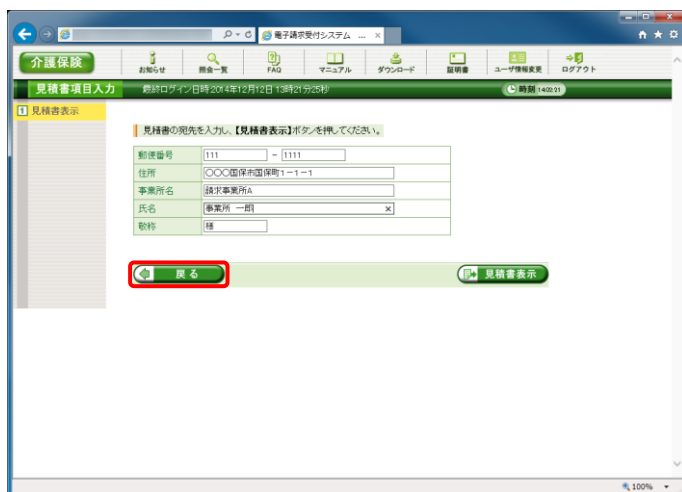 電子請求受付システム ...
介護保険
お知らせ
照会一覧
FAQ
マニュアル
ダウンロード
証明書
ユーザ情報変更
ログアウト
見積書項目入力
最終ログイン日時:2014年12月12日 13時21分25秒
時刻 14:00:21
1 見積書表示
見積書の宛先を入力し、【見積書表示】ボタンを押してください。
郵便番号 111 - 1111
住所 〇〇〇国保市国保町1-1-1
事業所名 請求事業所A
氏名 事業所 一郎
敬称 様
戻る
見積書表示
100%